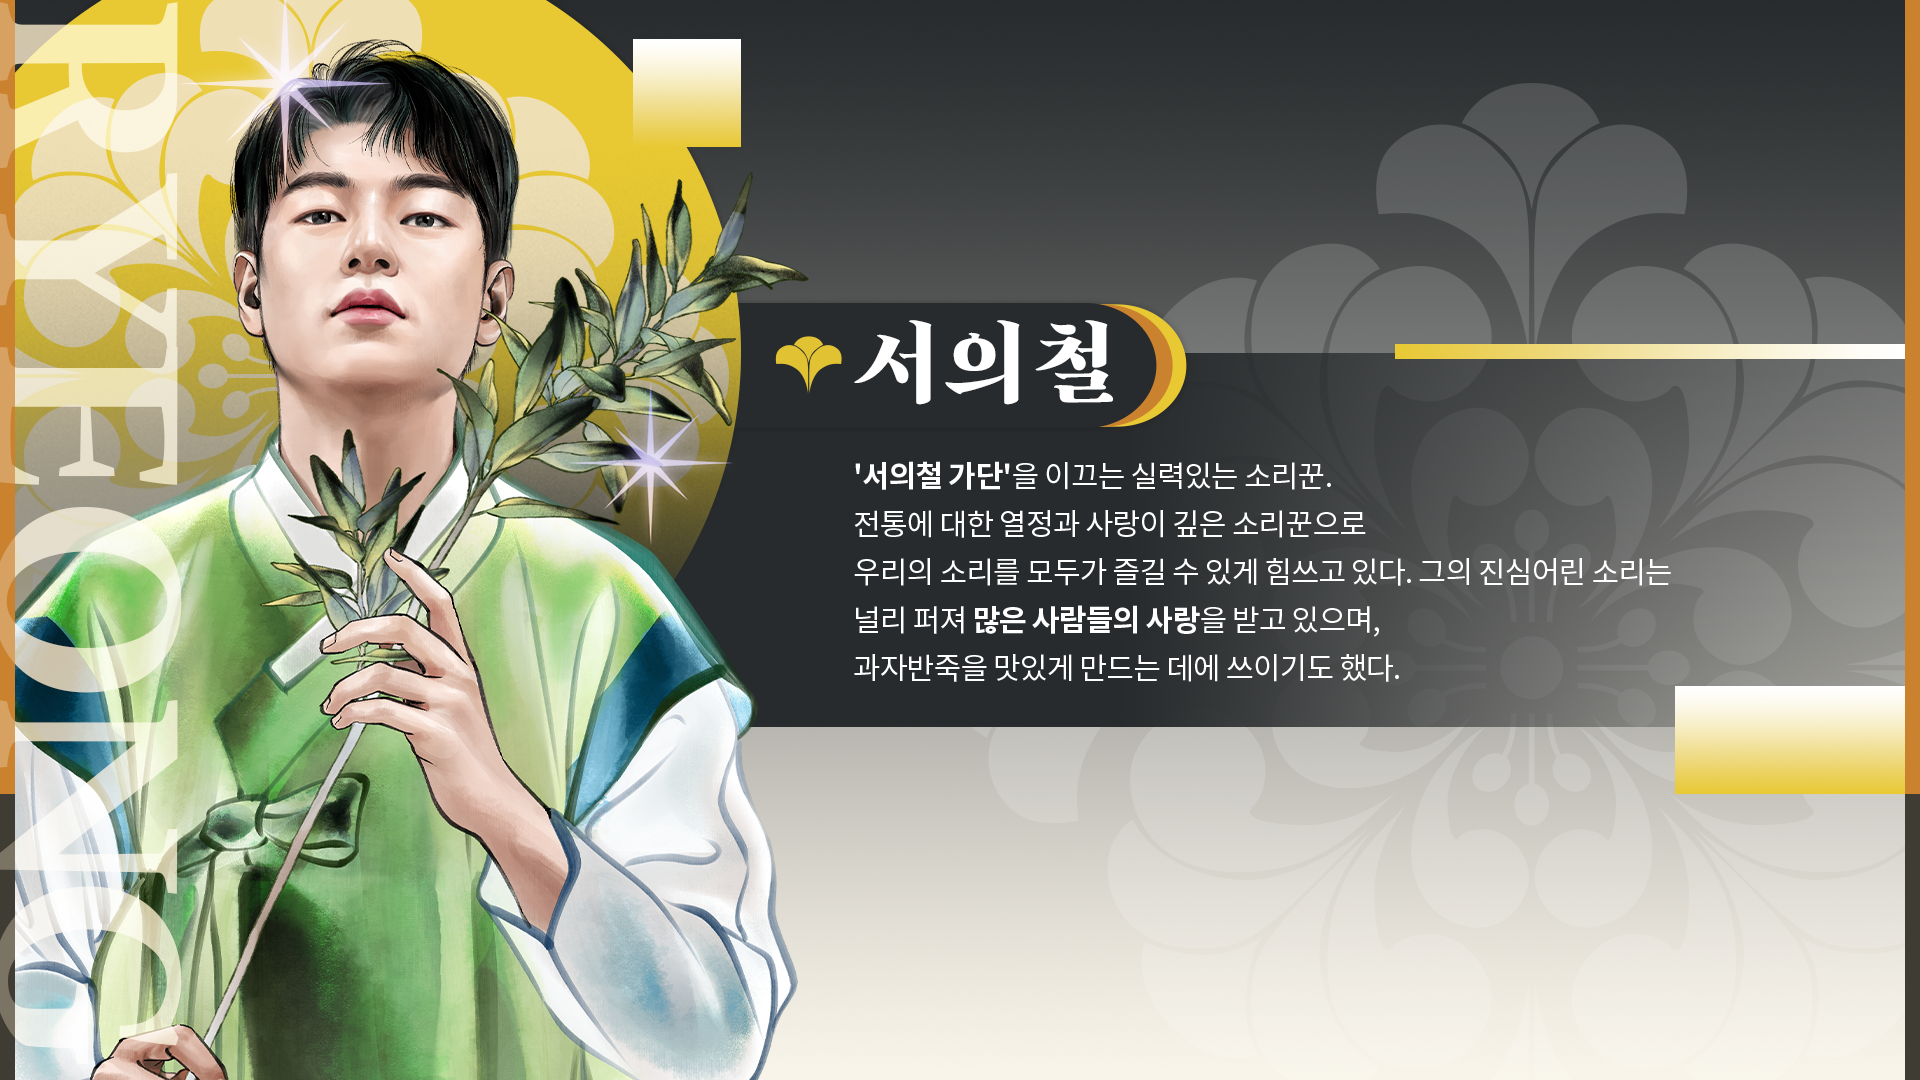 RYEONG
서의철
'서의철 가단'을 이끄는 실력있는 소리꾼.
전통에 대한 열정과 사랑이 깊은 소리꾼으로
우리의 소리를 모두가 즐길 수 있게 힘쓰고 있다. 그의 진심어린 소리는
널리 퍼져 많은 사람들의 사랑을 받고 있으며,
과자반죽을 맛있게 만드는 데에 쓰이기도 했다.